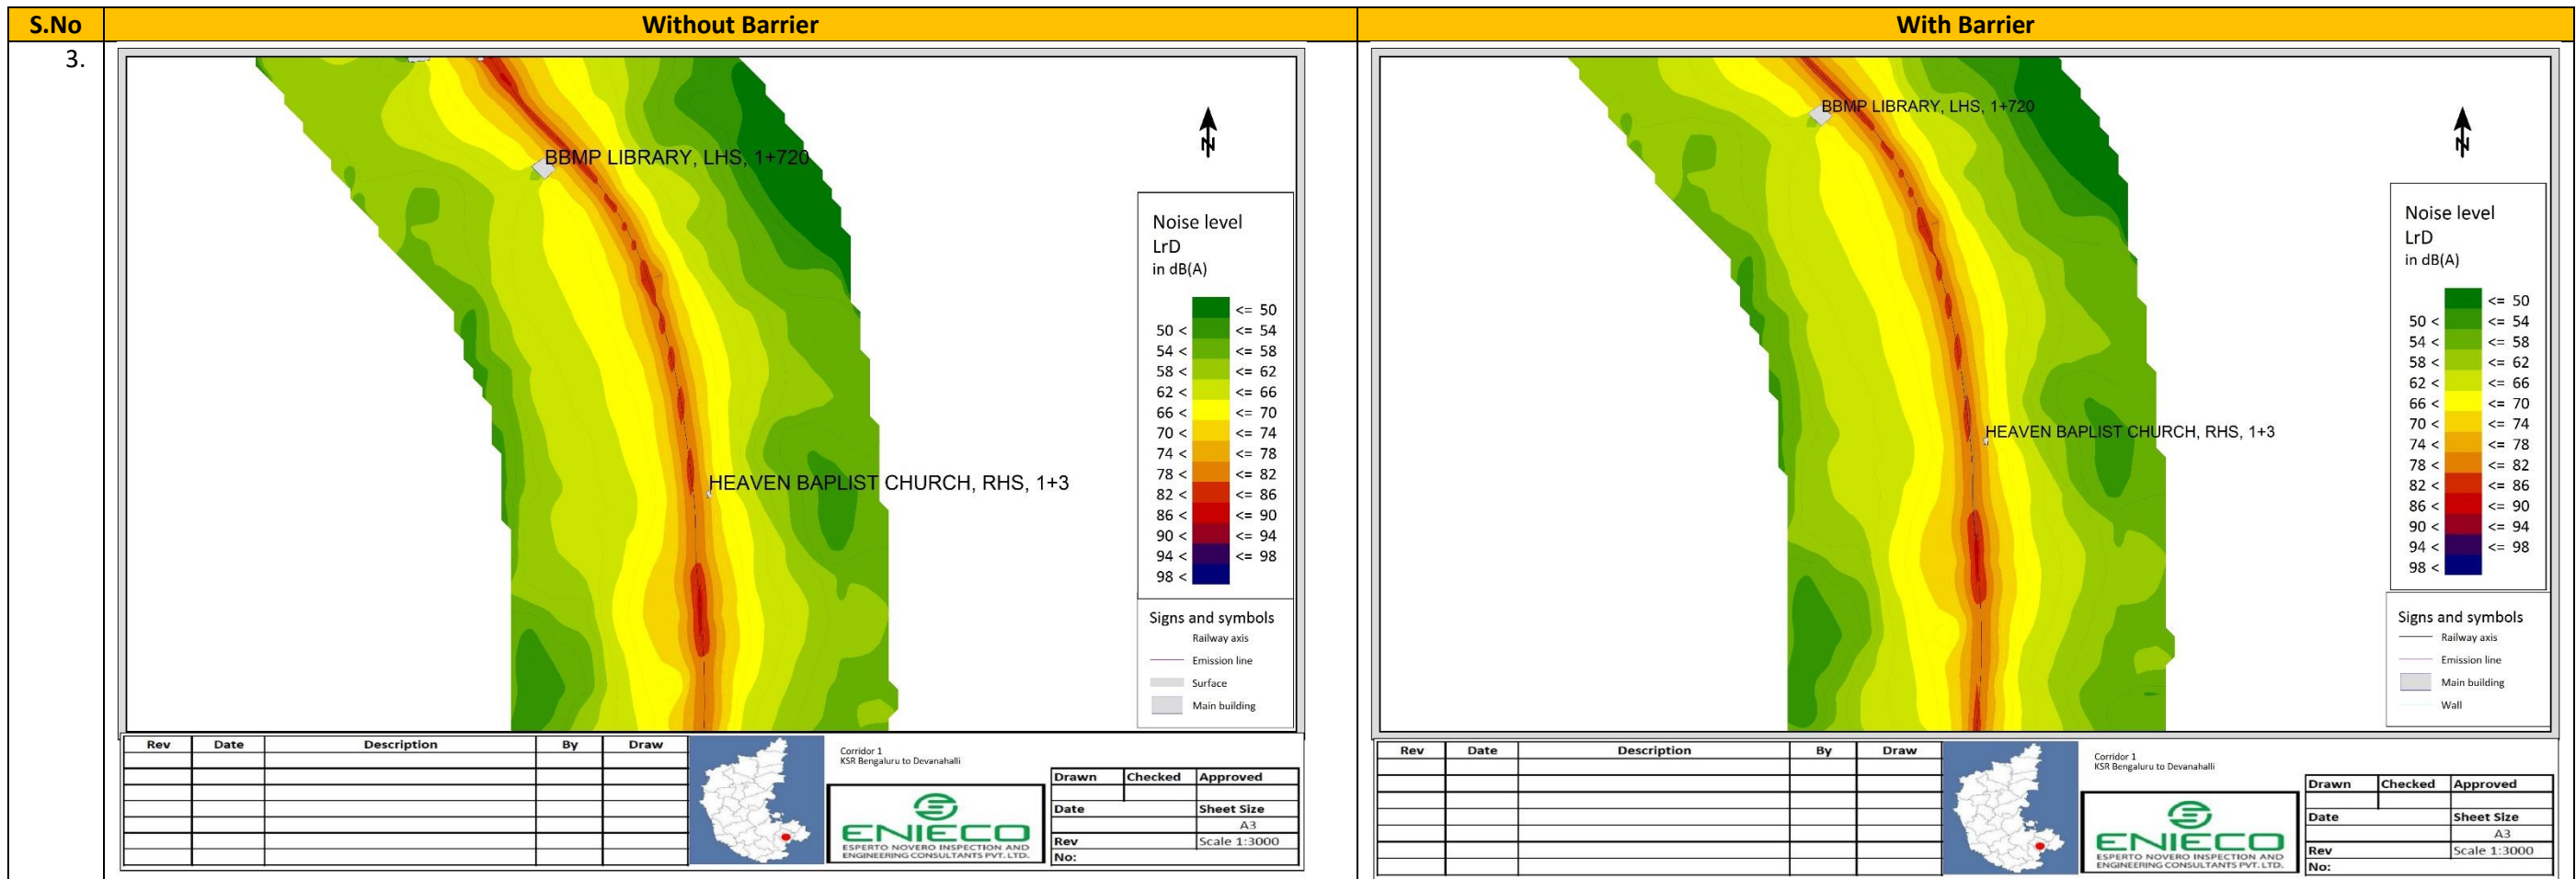 S.No Without Barrier With Barrier
3.
BBMP LIBRARY, LHS, 1+720
HEAVEN BAPLIST CHURCH, RHS, 1+3
N
Noise level
LrD
in dB(A)
<= 50
50 < <= 54
54 < <= 58
58 < <= 62
62 < <= 66
66 < <= 70
70 < <= 74
74 < <= 78
78 < <= 82
82 < <= 86
86 < <= 90
90 < <= 94
94 < <= 98
98 <
Signs and symbols
Railway axis
Emission line
Surface
Main building
Rev Date Description By Draw
Corridor 1
KSR Bengaluru to Devanahalli
ENIECO
ESPERTO NOVERO INSPECTION AND
ENGINEERING CONSULTANTS PVT. LTD.
Drawn Checked Approved
Date Sheet Size
A3
Rev Scale 1:3000
No:
BBMP LIBRARY, LHS, 1+720
HEAVEN BAPLIST CHURCH, RHS, 1+3
N
Noise level
LrD
in dB(A)
<= 50
50 < <= 54
54 < <= 58
58 < <= 62
62 < <= 66
66 < <= 70
70 < <= 74
74 < <= 78
78 < <= 82
82 < <= 86
86 < <= 90
90 < <= 94
94 < <= 98
98 <
Signs and symbols
Railway axis
Emission line
Main building
Wall
Rev Date Description By Draw
Corridor 1
KSR Bengaluru to Devanahalli
ENIECO
ESPERTO NOVERO INSPECTION AND
ENGINEERING CONSULTANTS PVT. LTD.
Drawn Checked Approved
Date Sheet Size
A3
Rev Scale 1:3000
No: